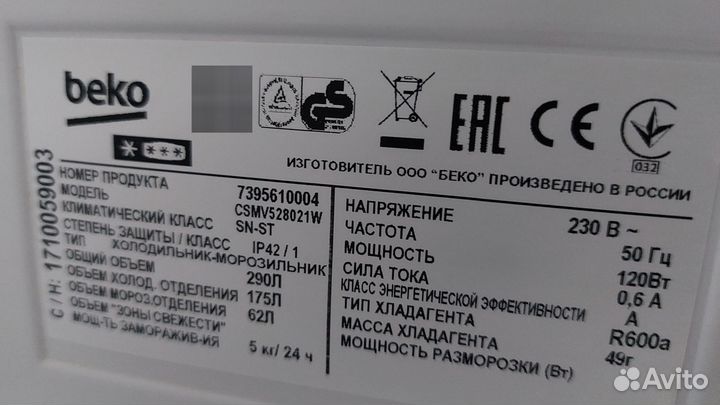 beko
ИЗГОТОВИТЕЛЬ ООО "БЕКО" ПРОИЗВЕДЕНО В РОССИИ
GS
EAC CE
032
С / Н: 1710059003
НОМЕР ПРОДУКТА 7395610004
МОДЕЛЬ CSMV528021W
КЛИМАТИЧЕСКИЙ КЛАСС SN-ST
СТЕПЕНЬ ЗАЩИТЫ / КЛАСС IP42 / 1
ТИП ХОЛОДИЛЬНИК-МОРОЗИЛЬНИК
ОБЩИЙ ОБЪЕМ 290Л
ОБЪЕМ ХОЛОД. ОТДЕЛЕНИЯ 175Л
ОБЪЕМ МОРОЗ.ОТДЕЛЕНИЯ 62Л
ОБЪЕМ "ЗОНЫ СВЕЖЕСТИ"
МОЩ-ТЬ ЗАМОРАЖИВ-ИЯ 5 кг/ 24 ч
НАПРЯЖЕНИЕ 230 В ~
ЧАСТОТА 50 Гц
МОЩНОСТЬ 120Вт
СИЛА ТОКА 0,6 А
КЛАСС ЭНЕРГЕТИЧЕСКОЙ ЭФФЕКТИВНОСТИ А
ТИП ХЛАДАГЕНТА R600a
МАССА ХЛАДАГЕНТА 49г
МОЩНОСТЬ РАЗМОРОЗКИ (Вт)
Avito